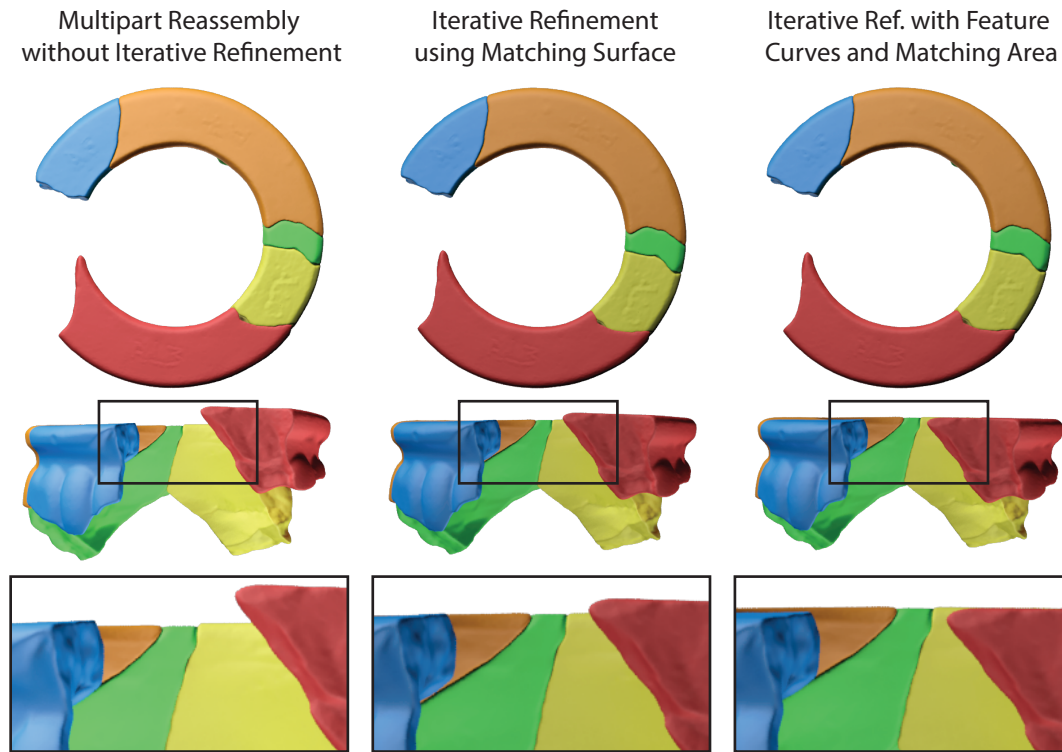 Multipart Reassembly
without Iterative Refinement
Iterative Refinement
using Matching Surface
Iterative Ref. with Feature
Curves and Matching Area